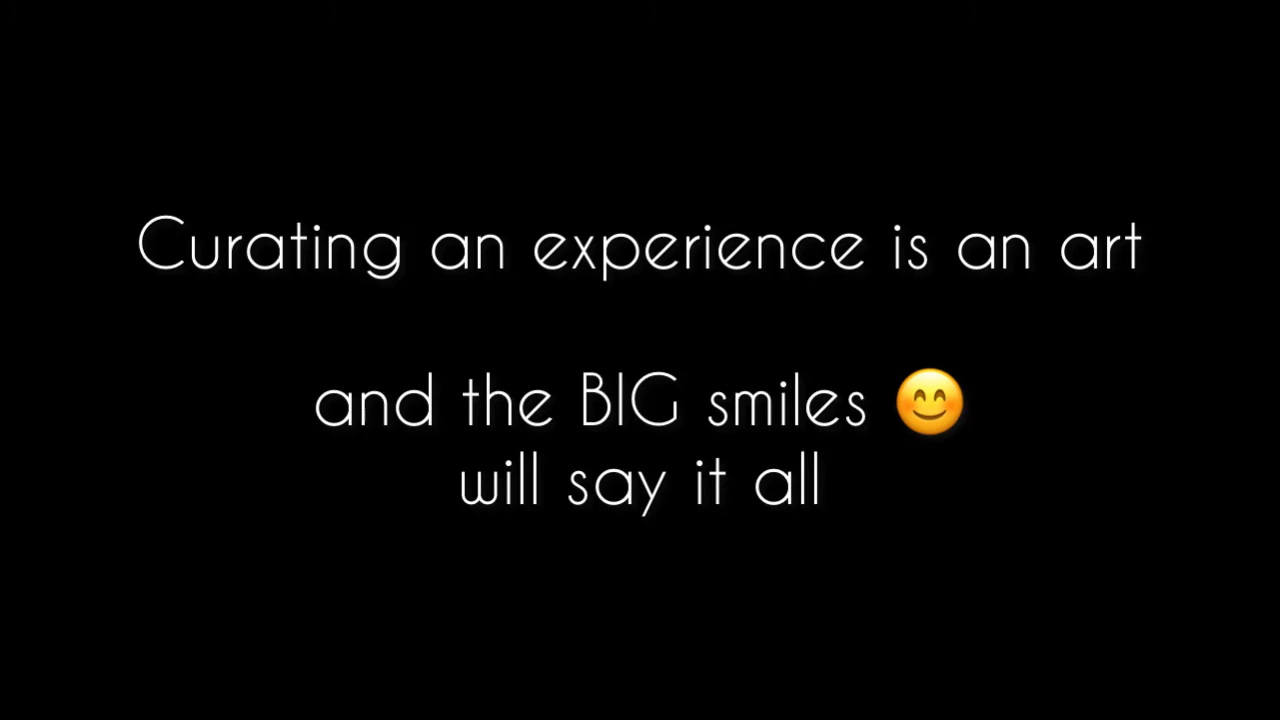 Curating an experience is an art
and the BIG smiles 😊
will say it all